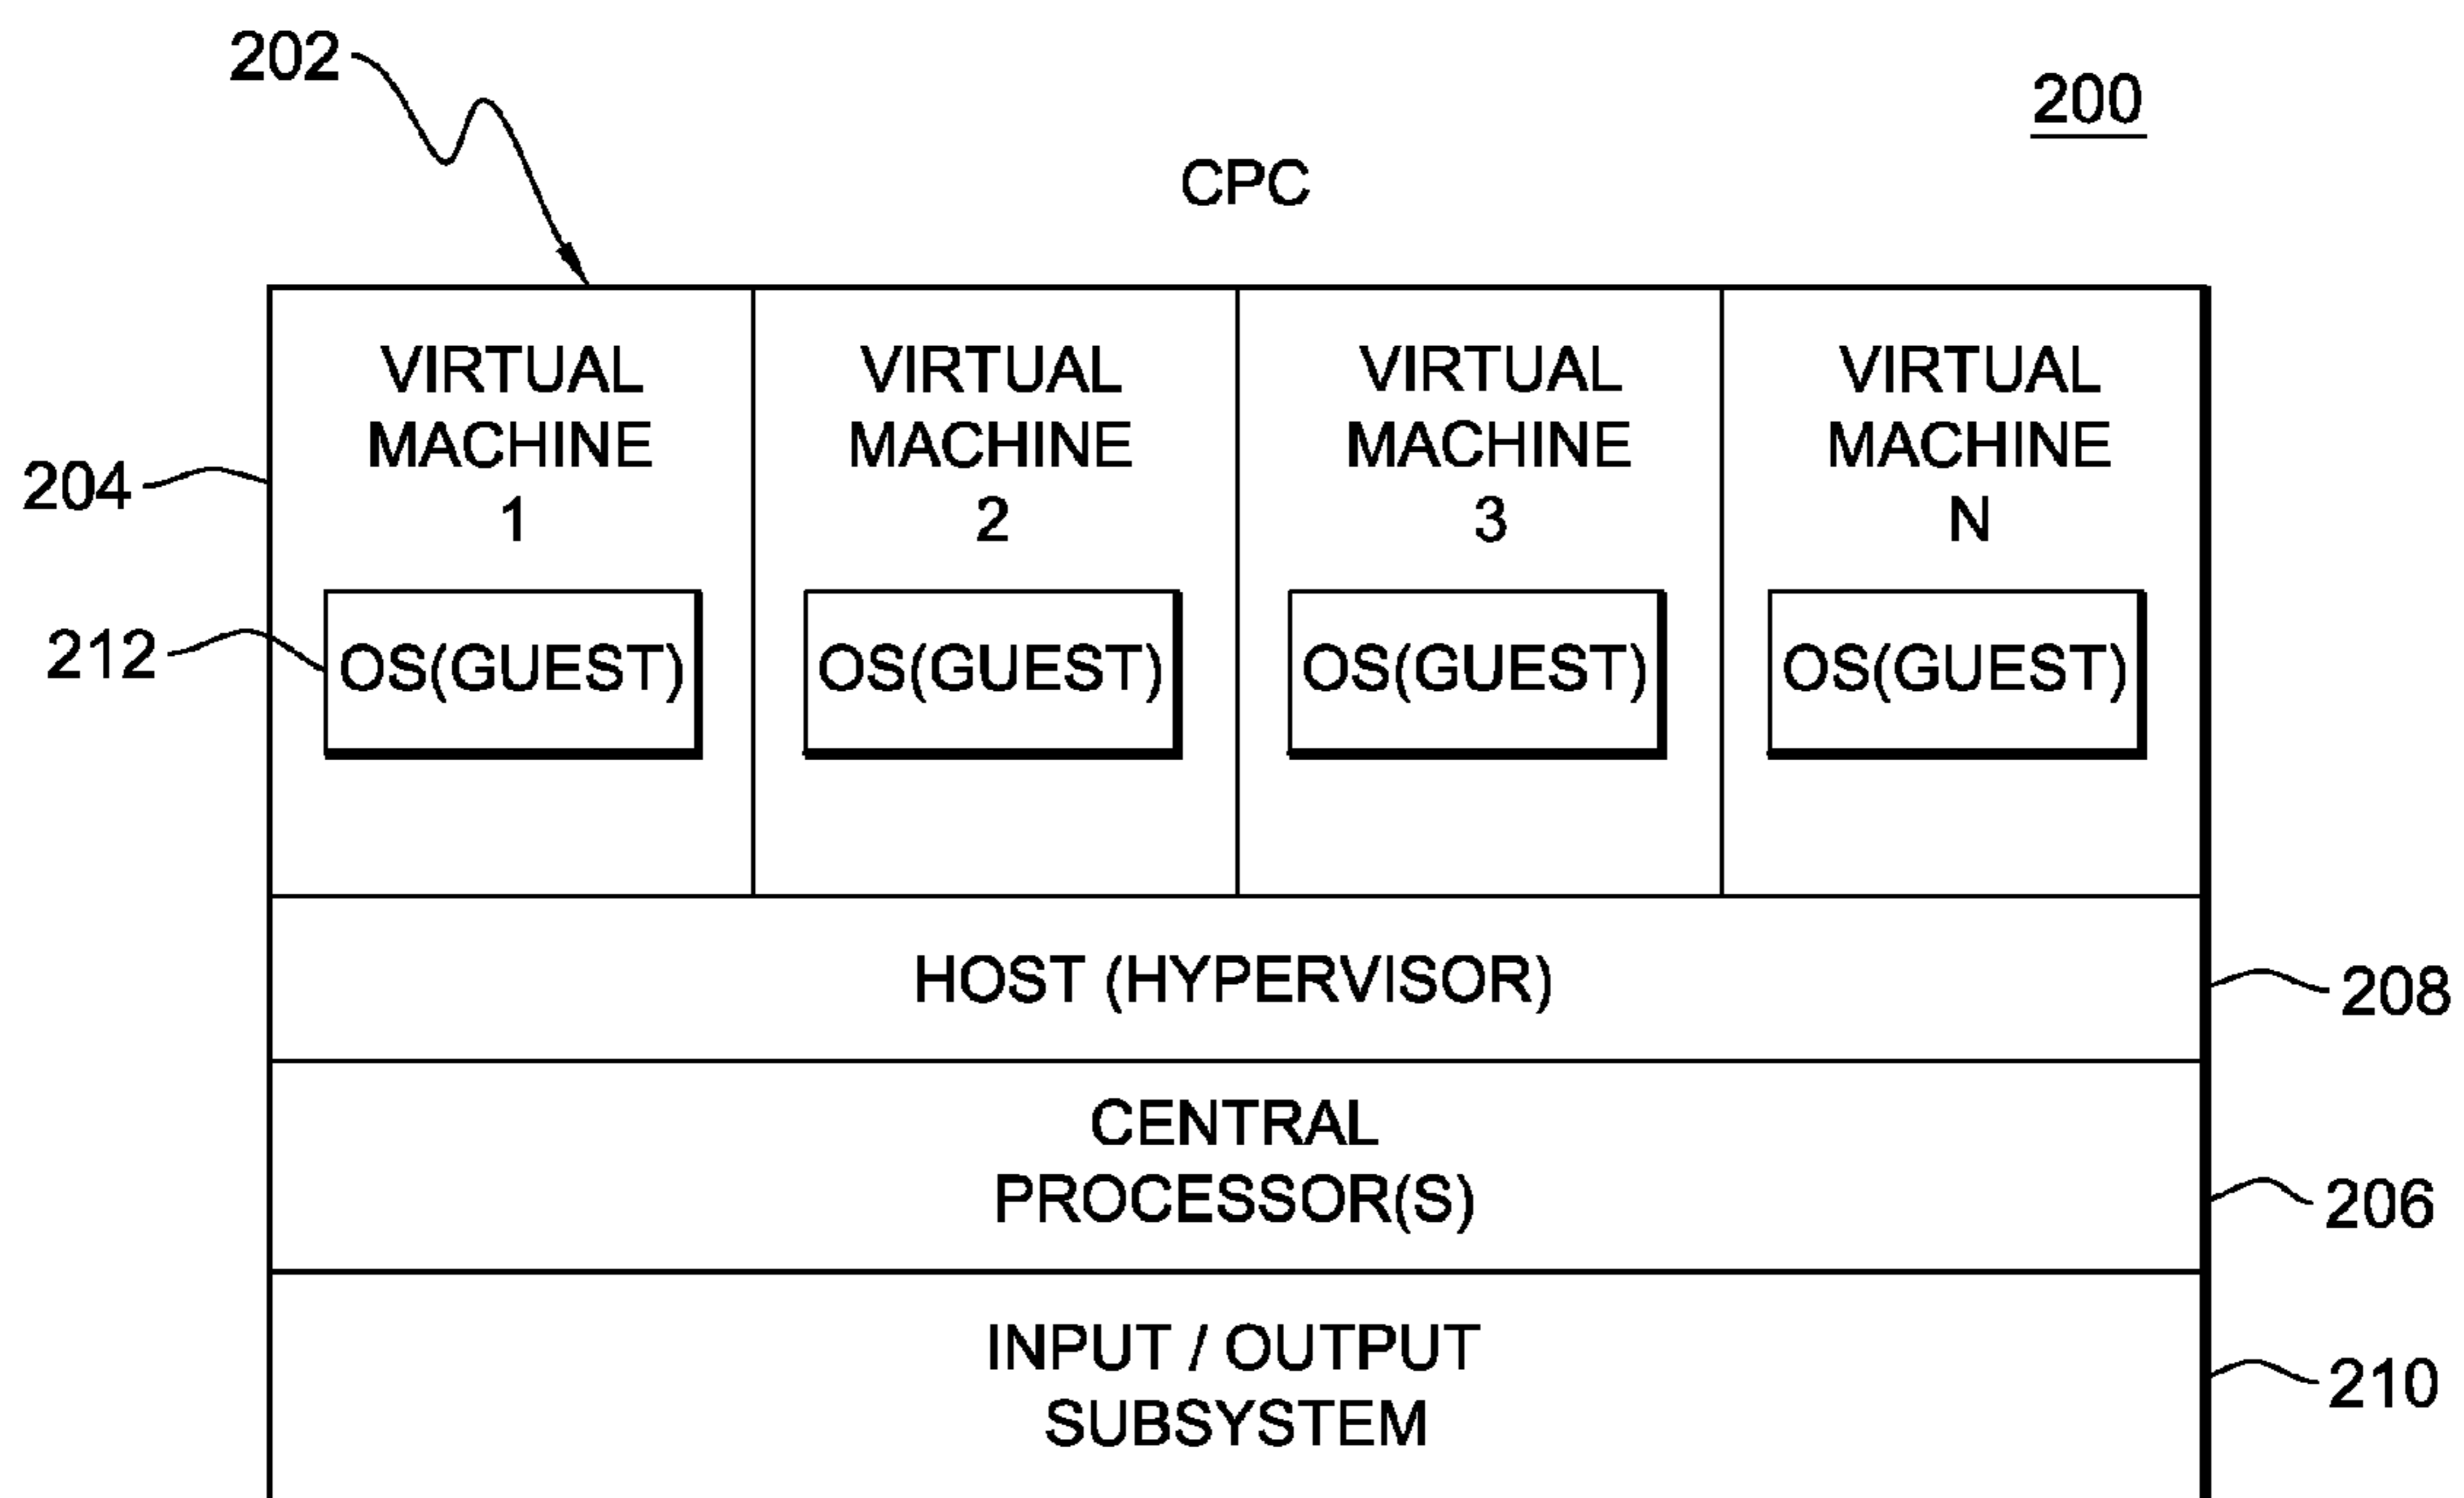 202
200
CPC
VIRTUAL
MACHINE
1
VIRTUAL
MACHINE
2
VIRTUAL
MACHINE
3
VIRTUAL
MACHINE
N
204
212
OS(GUEST)
OS(GUEST)
OS(GUEST)
OS(GUEST)
HOST (HYPERVISOR)
208
CENTRAL
PROCESSOR(S)
206
INPUT / OUTPUT
SUBSYSTEM
210